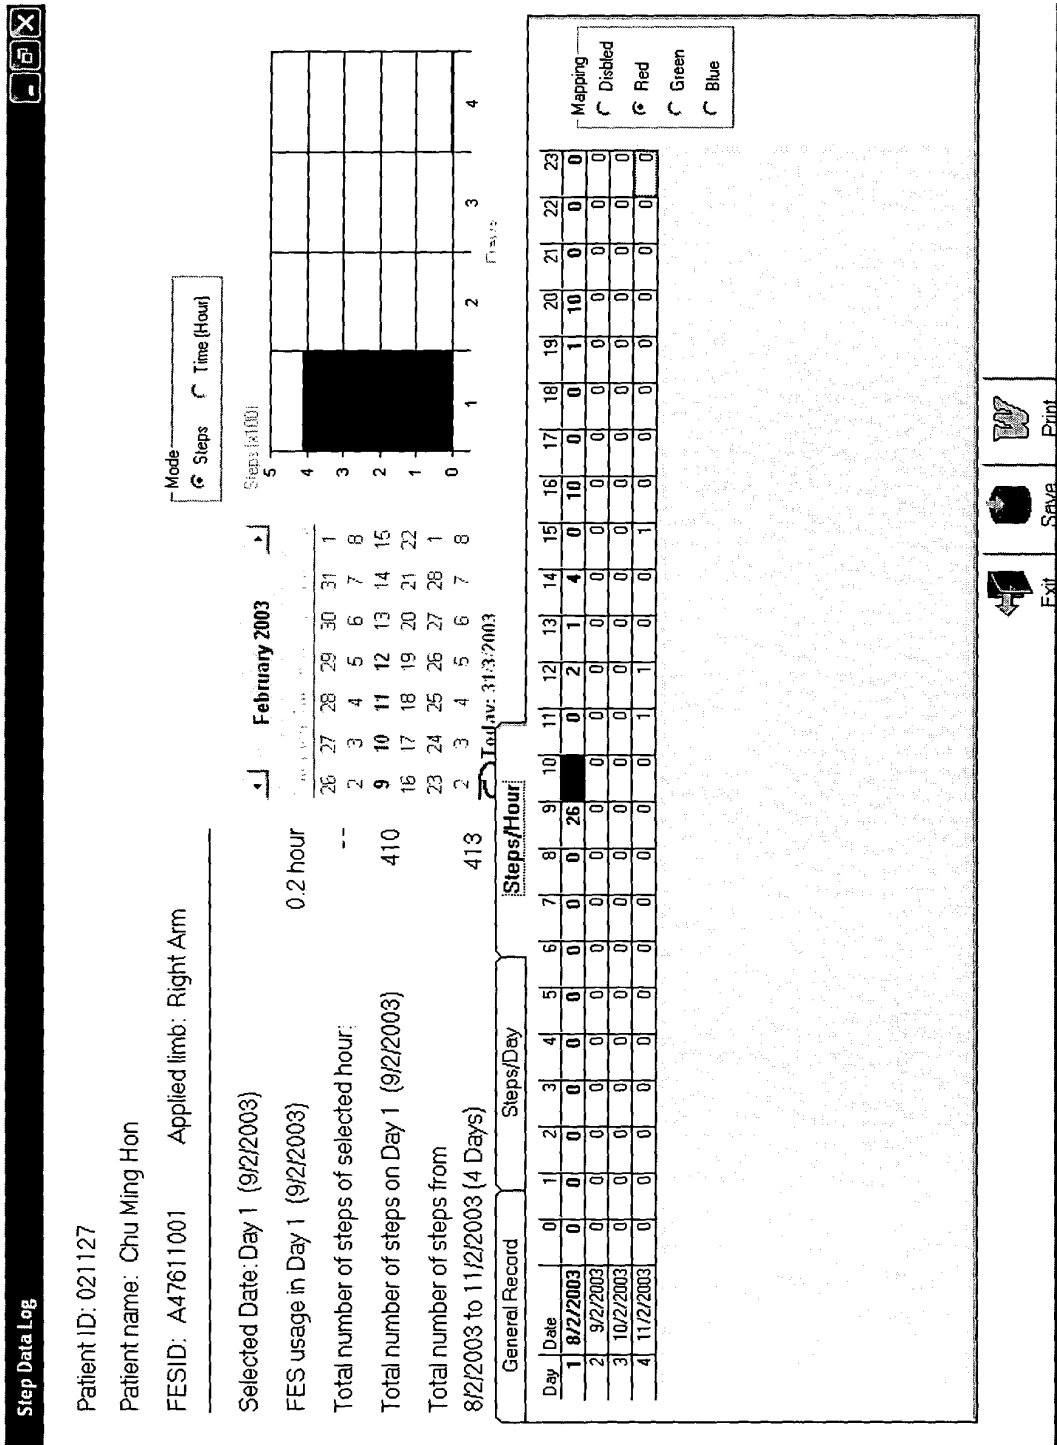 Step Data Log
Patient ID: 021127
Patient name: Chu Ming Hon
FESID: A47611001 Applied limb: Right Arm
Selected Date: Day 1 (9/2/2003)
FES usage in Day 1 (9/2/2003) 0.2 hour
Total number of steps of selected hour: --
Total number of steps on Day 1 (9/2/2003) 410
Total number of steps from
8/2/2003 to 11/2/2003 (4 Days) 413
February 2003
26 27 28 29 30 31 1
2 3 4 5 6 7 8
9 10 11 12 13 14 15
16 17 18 19 20 21 22
23 24 25 26 27 28 1
2 3 4 5 6 7 8
Today: 31/3/2003
Mode
Steps Time (Hour)
Steps (x100)
5
4
3
2
1
0
1 2 3 4
General Record Steps/Day Steps/Hour
Day Date 0 1 2 3 4 5 6 7 8 9 10 11 12 13 14 15 16 17 18 19 20 21 22 23
1 8/2/2003 0 0 0 0 0 0 0 0 0 26 0 2 1 4 0 10 0 0 1 10 0 0 0
2 9/2/2003 0 0 0 0 0 0 0 0 0 0 0 0 0 0 0 0 0 0 0 0 0 0 0 0
3 10/2/2003 0 0 0 0 0 0 0 0 0 0 0 0 0 0 0 0 0 0 0 0 0 0 0 0
4 11/2/2003 0 0 0 0 0 0 0 0 0 0 0 1 1 0 0 1 0 0 0 0 0 0 0 0
Mapping
Disbled
Red
Green
Blue
Exit Save Print